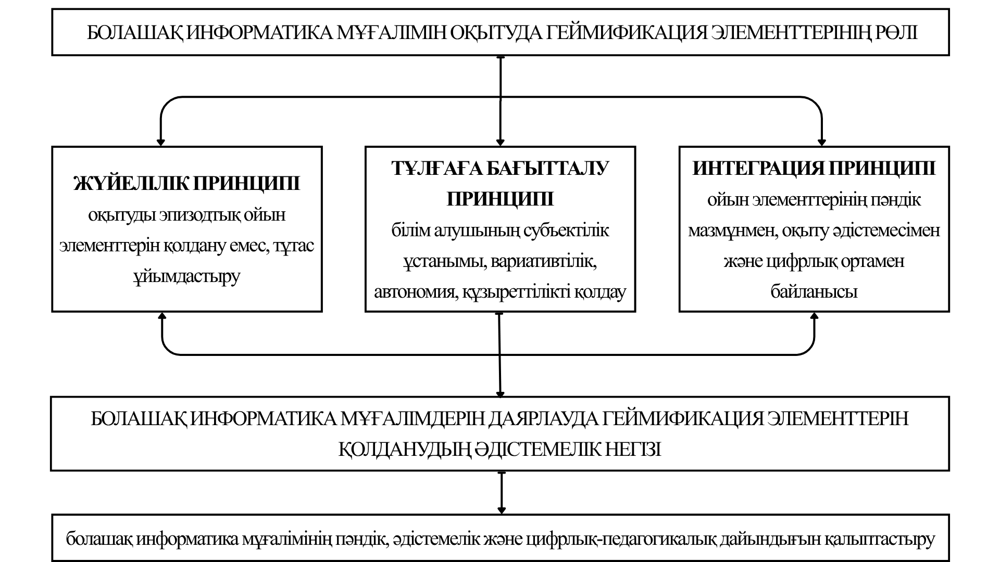 БОЛАШАҚ ИНФОРМАТИКА МҰҒАЛІМІН ОҚЫТУДА ГЕЙМИФИКАЦИЯ ЭЛЕМЕНТТЕРІНІҢ РӨЛІ
ЖҮЙЕЛІЛІК ПРИНЦИПІ
оқытуды эпизодтық ойын
элементтерін қолдану емес, тұтас
ұйымдастыру
ТҰЛҒАҒА БАҒЫТТАЛУ
ПРИНЦИПІ
білім алушының субъектілік
ұстанымы, вариативтілік,
автономия, құзыреттілікті қолдау
ИНТЕГРАЦИЯ ПРИНЦИПІ
ойын элементтерінің пәндік
мазмұнмен, оқыту әдістемесімен
және цифрлық ортамен
байланысы
БОЛАШАҚ ИНФОРМАТИКА МҰҒАЛІМДЕРІН ДАЯРЛАУДА ГЕЙМИФИКАЦИЯ ЭЛЕМЕНТТЕРІН
ҚОЛДАНУДЫҢ ӘДІСТЕМЕЛІК НЕГІЗІ
болашақ информатика мұғалімінің пәндік, әдістемелік және цифрлық-педагогикалық дайындығын қалыптастыру